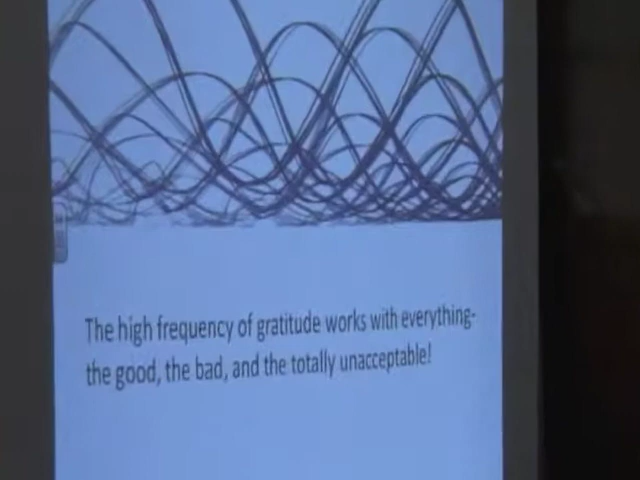 The high frequency of gratitude works with everything-
the good, the bad, and the totally unacceptable!